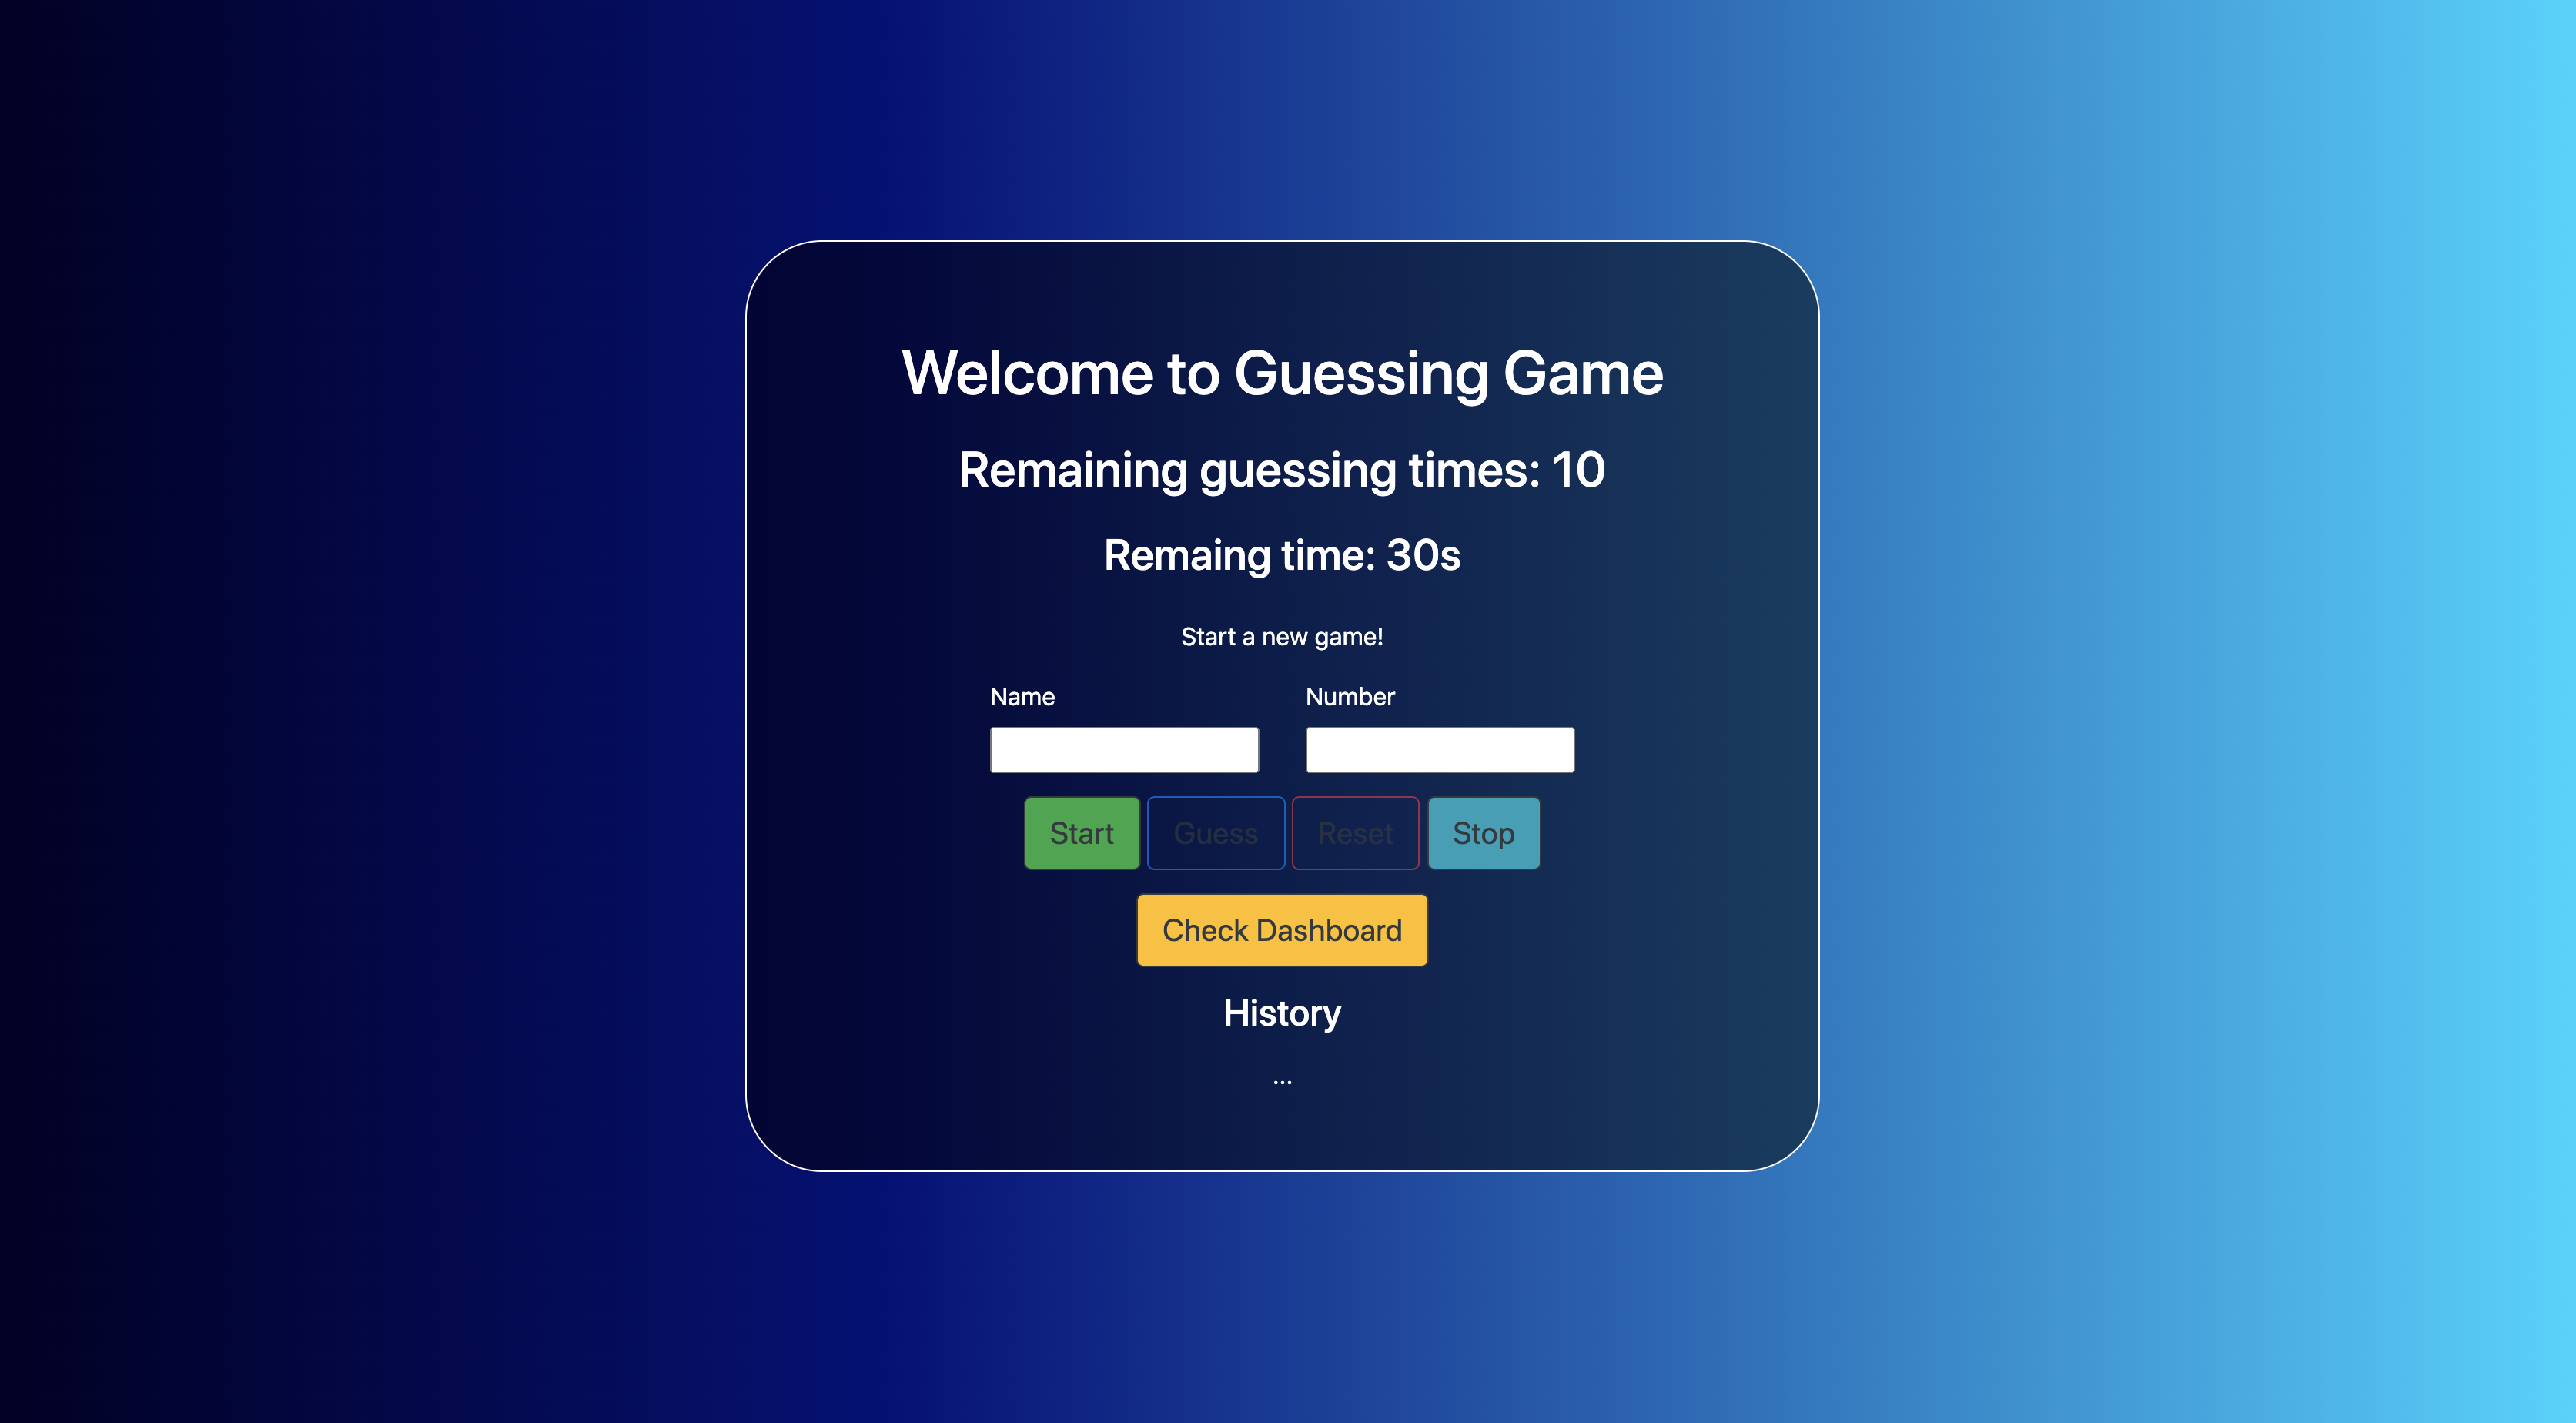 Welcome to Guessing Game
Remaining guessing times: 10
Remaing time: 30s
Start a new game!
Name Number
Start Guess Reset Stop
Check Dashboard
History
...